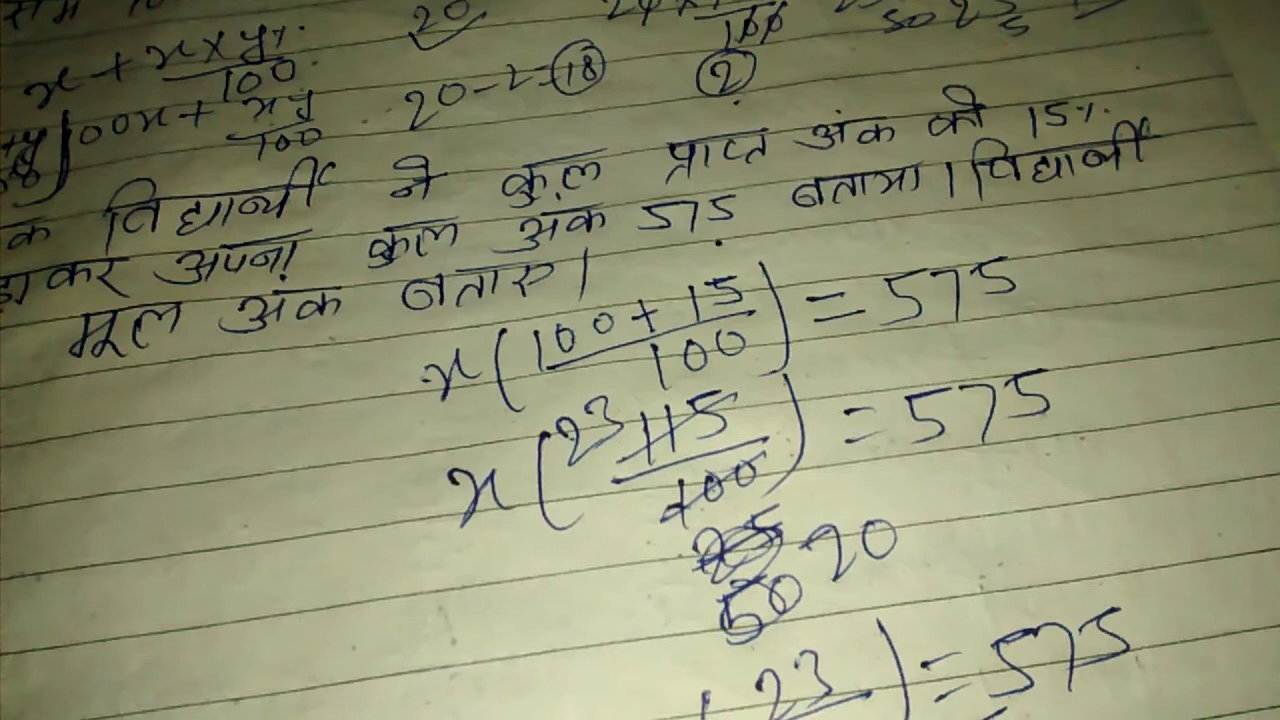 x + x × y% / 100
20
100x + xy / 100
20-2=18
2
क विद्यार्थी ने कुल प्राप्त अंक को 15%
कर अपना कुल अंक 575 बताया। विद्यार्थी
मूल अंक बताए।
x(100+15 / 100) = 575
x(23 115 / 100) = 575
20
50
23 ) = 575